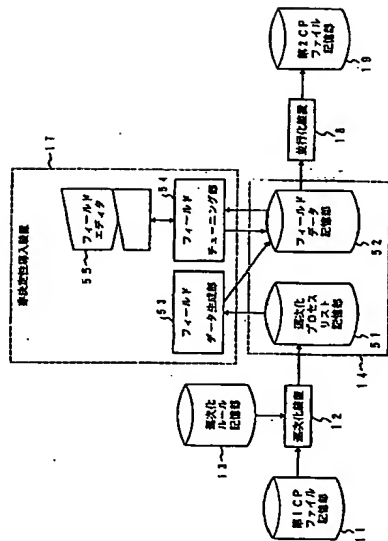 第1CP
ファイル
記憶部
11
逐次化装置
12
逐次化
ルール
記憶部
13
逐次化
プロセス
リスト記憶部
51
フィールド
データ
記憶部
52
14
非決定性導入装置
17
フィールド
データ生成部
53
フィールド
チューニング部
54
フィールド
エディタ
55
並行化装置
18
第2CP
ファイル
記憶部
19